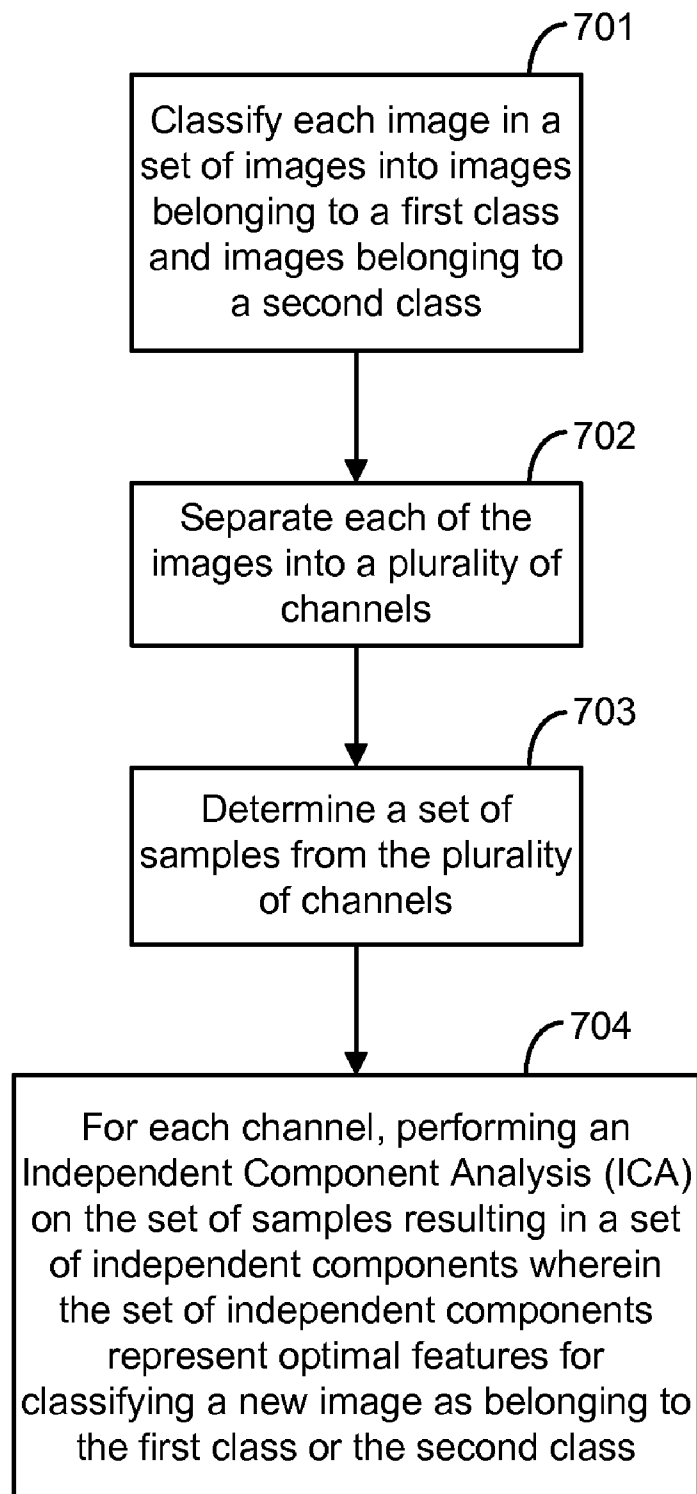 701
Classify each image in a
set of images into images
belonging to a first class
and images belonging to
a second class
702
Separate each of the
images into a plurality of
channels
703
Determine a set of
samples from the plurality
of channels
704
For each channel, performing an
Independent Component Analysis (ICA)
on the set of samples resulting in a set
of independent components wherein
the set of independent components
represent optimal features for
classifying a new image as belonging to
the first class or the second class